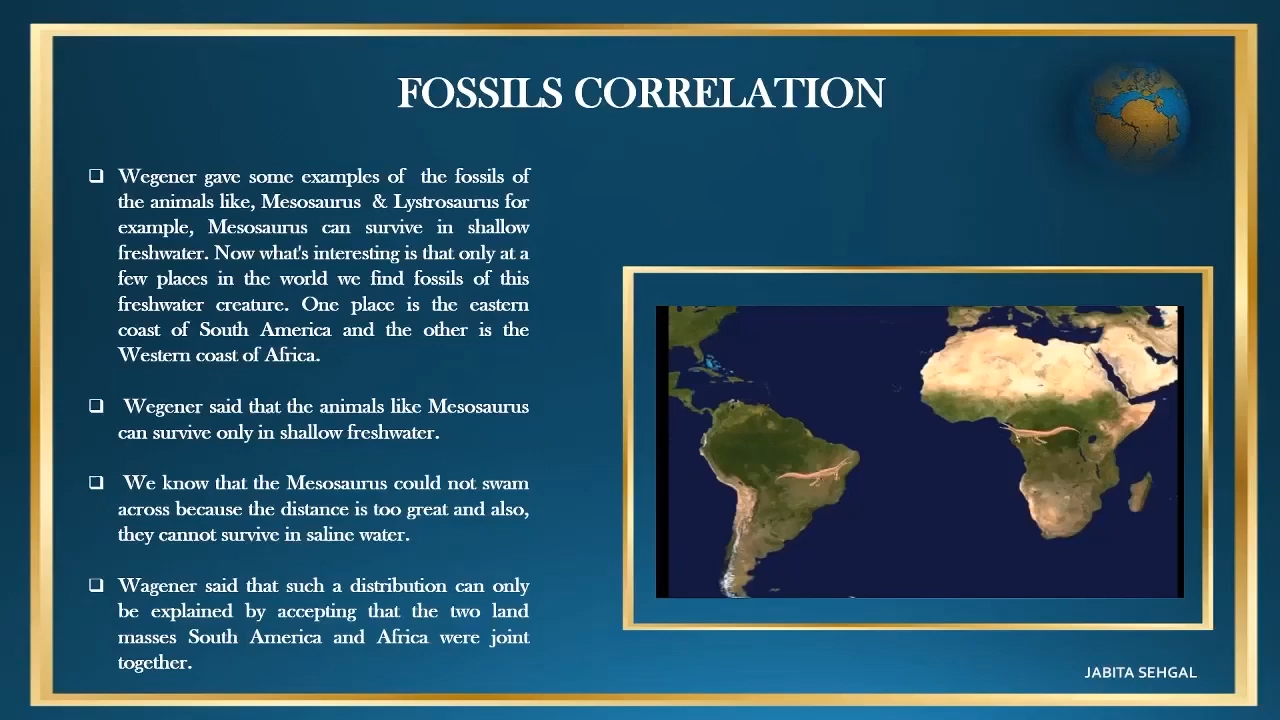 FOSSILS CORRELATION
Wegener gave some examples of the fossils of
the animals like, Mesosaurus & Lystrosaurus for
example, Mesosaurus can survive in shallow
freshwater. Now what's interesting is that only at a
few places in the world we find fossils of this
freshwater creature. One place is the eastern
coast of South America and the other is the
Western coast of Africa.
Wegener said that the animals like Mesosaurus
can survive only in shallow freshwater.
We know that the Mesosaurus could not swam
across because the distance is too great and also,
they cannot survive in saline water.
Wagener said that such a distribution can only
be explained by accepting that the two land
masses South America and Africa were joint
together.
JABITA SEHGAL